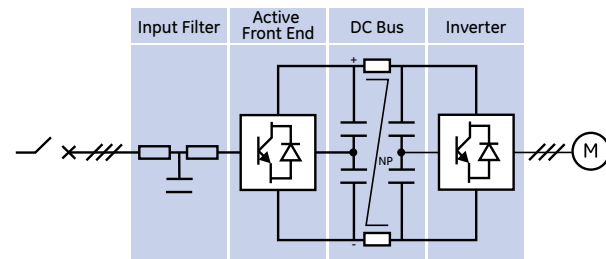 Input Filter
Active
Front End
DC Bus
Inverter
+
NP
M
-